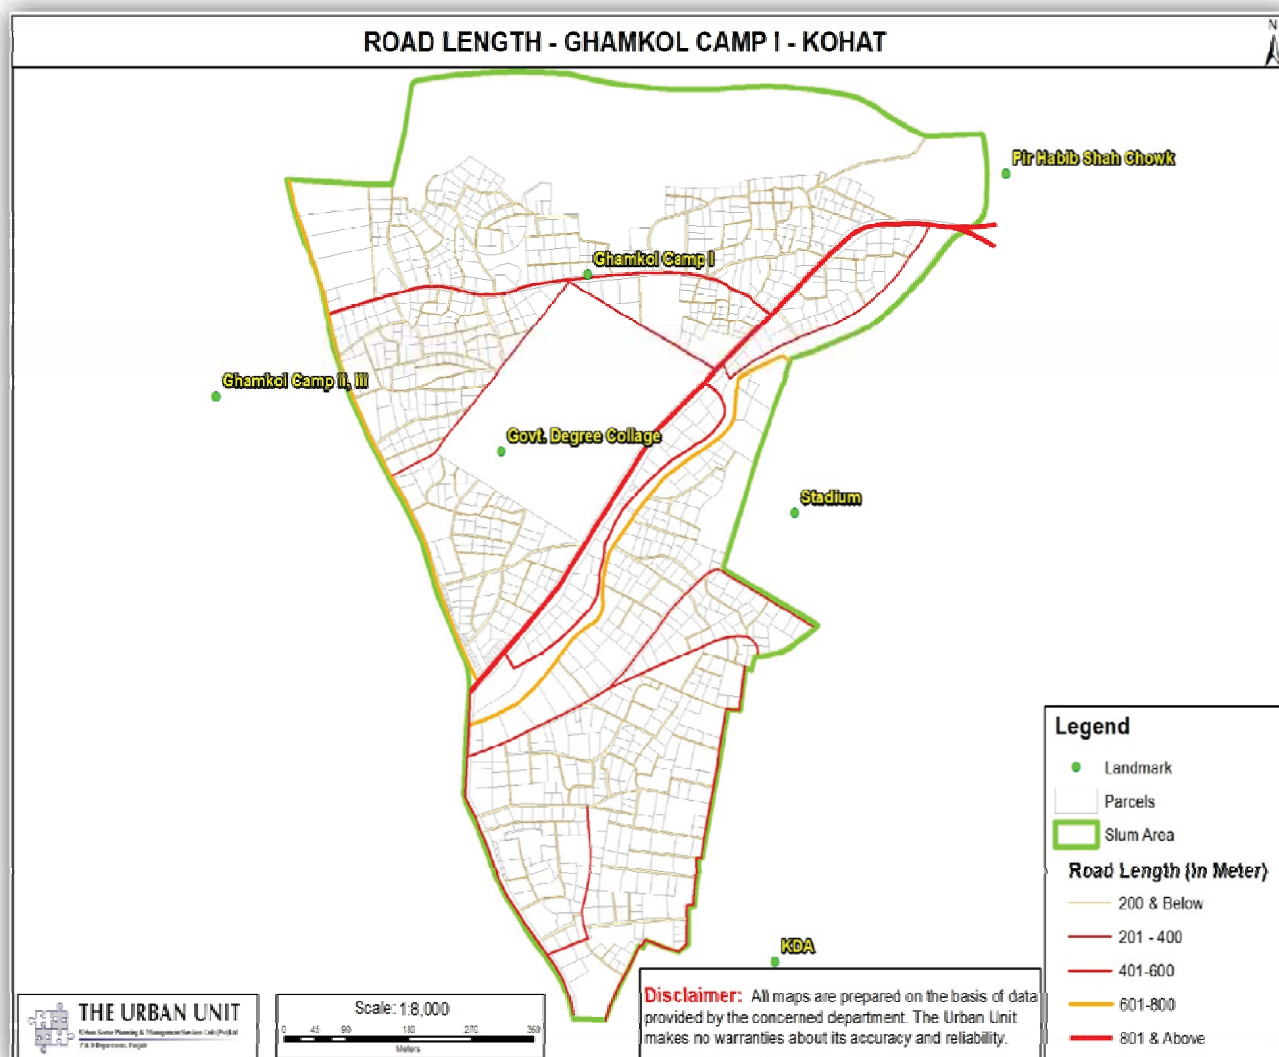 ROAD LENGTH - GHAMKOL CAMP I - KOHAT
N
Pir Habib Shah Chowk
Ghamkol Camp I
Ghamkol Camp II, III
Govt. Degree Collage
Stadium
KDA
Legend
Landmark
Parcels
Slum Area
Road Length (In Meter)
200 & Below
201 - 400
401-600
601-800
801 & Above
THE URBAN UNIT
Scale: 1:8,000
0 45 90 180 270 360
Meters
Disclaimer: All maps are prepared on the basis of data
provided by the concerned department. The Urban Unit
makes no warranties about its accuracy and reliability.